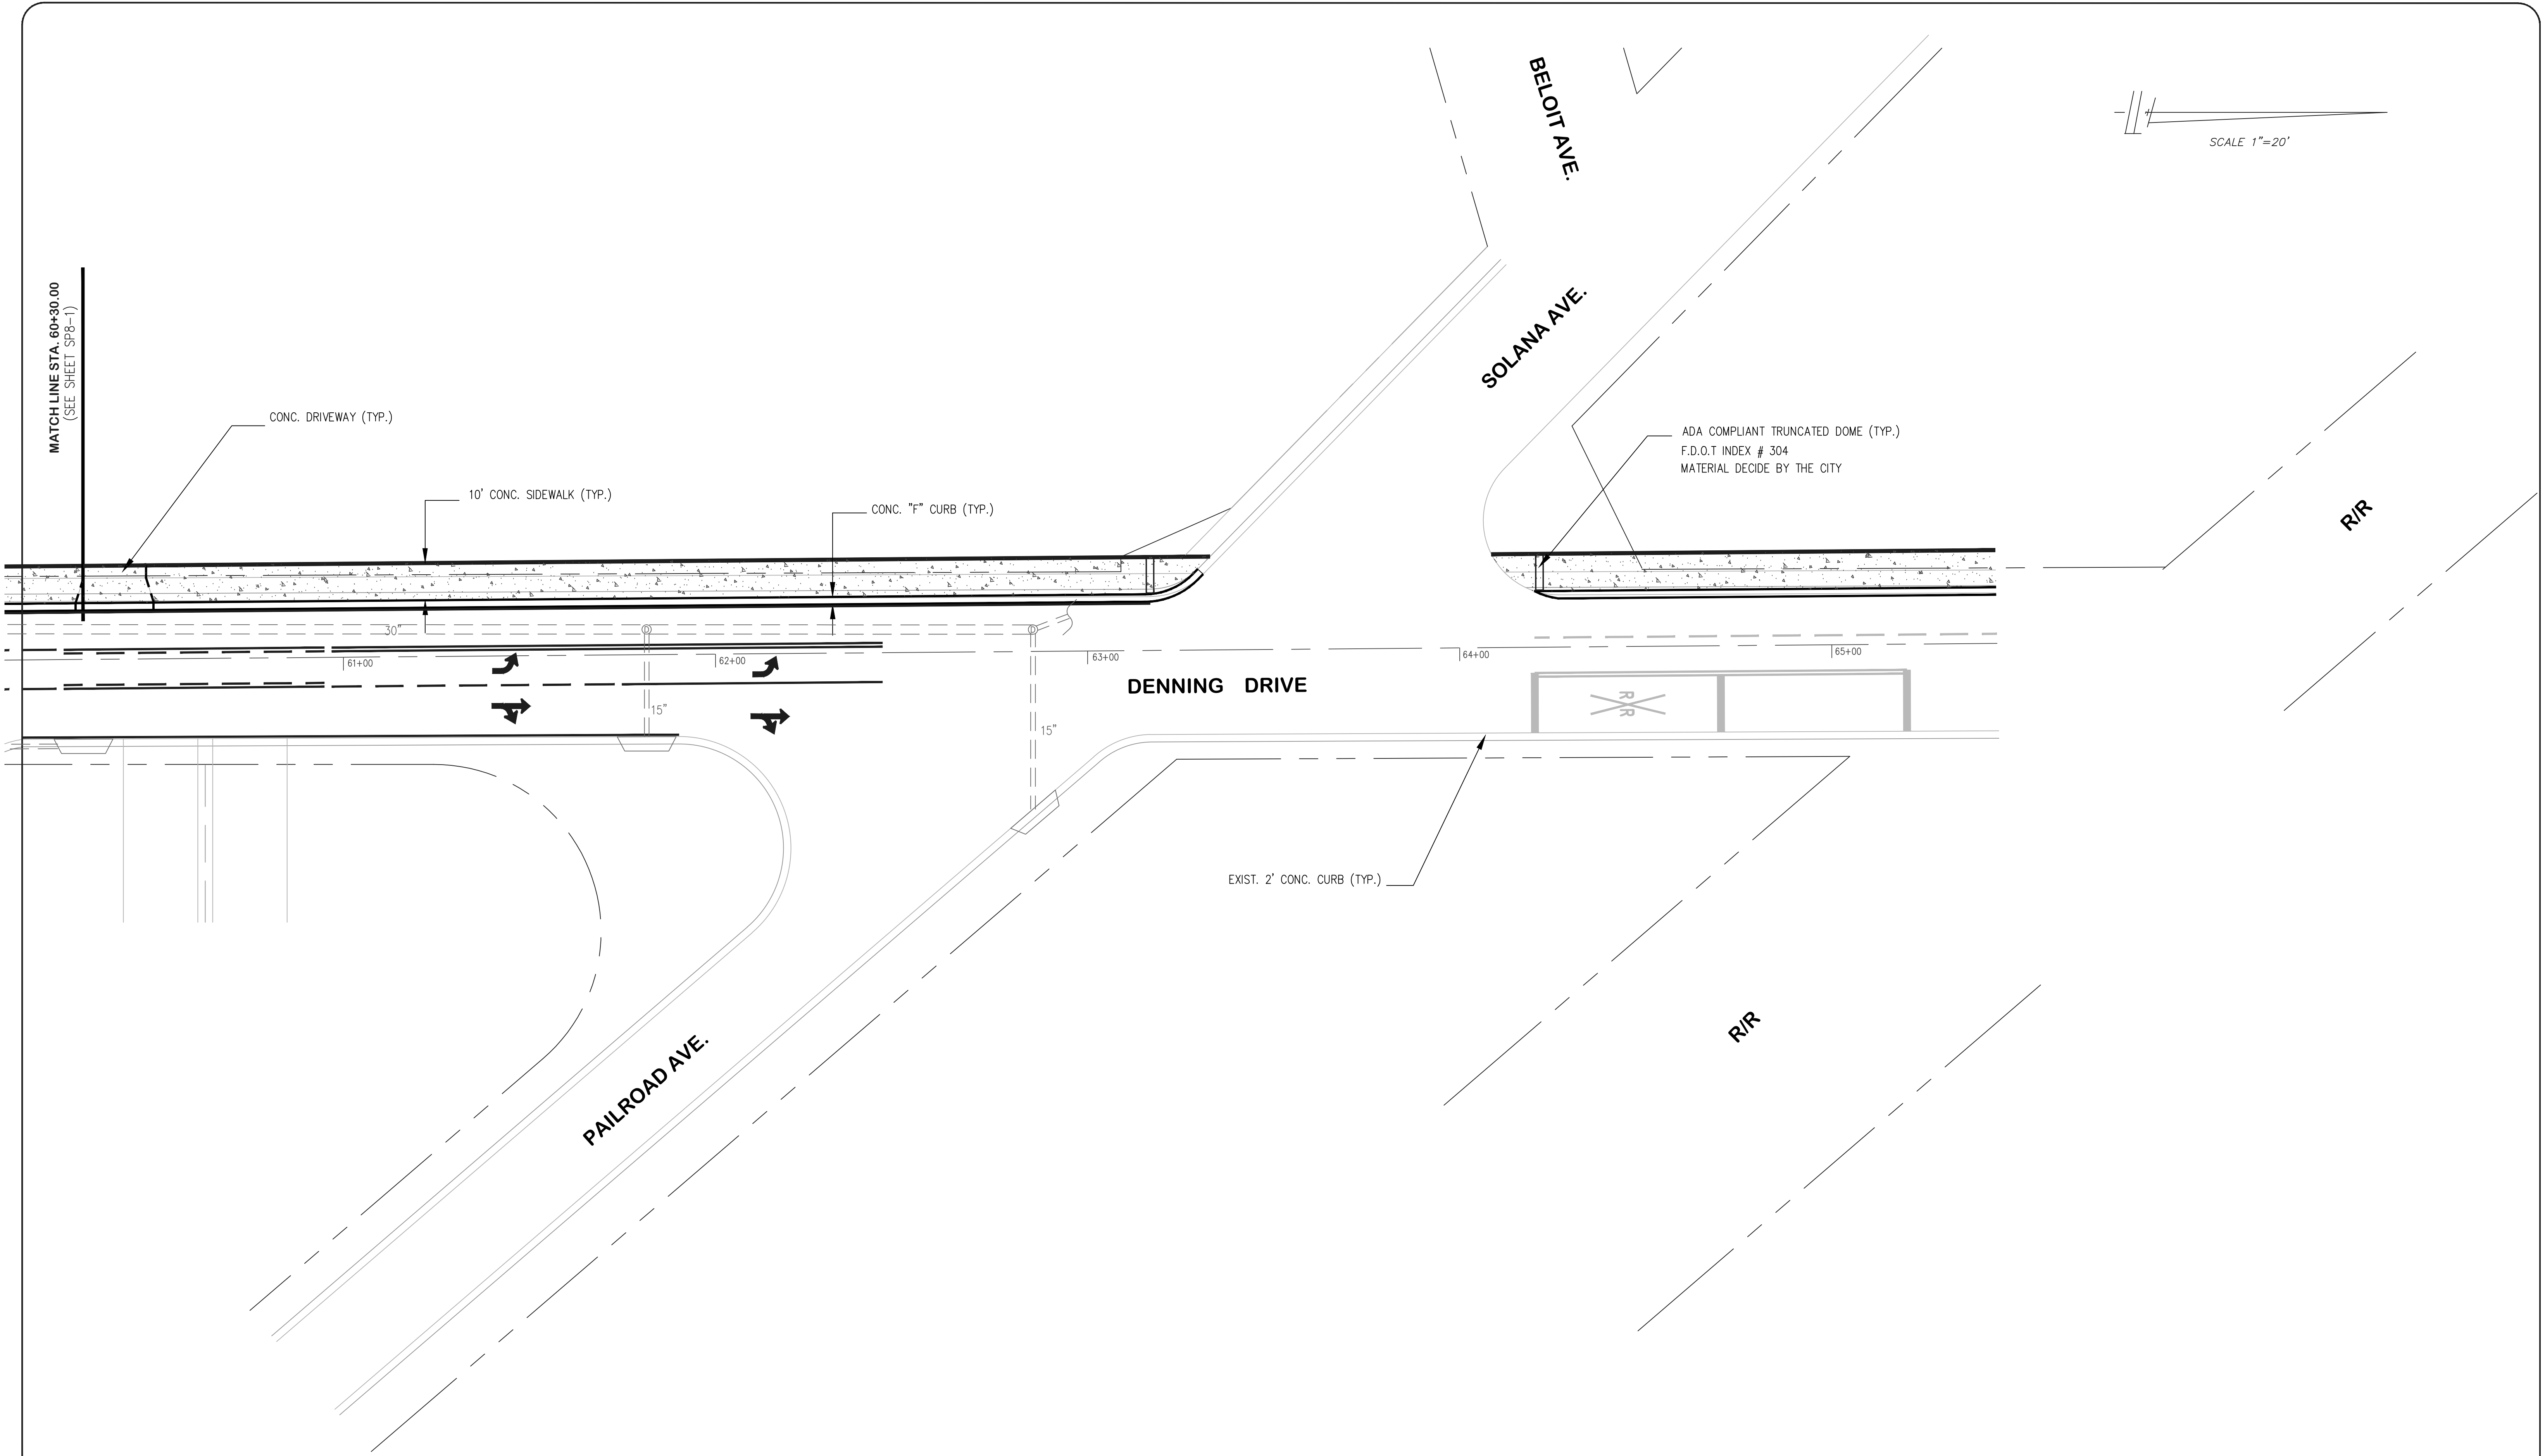 BELOIT AVE.
SCALE 1"=20'
MATCH LINE STA. 60+30.00
(SEE SHEET SP8-1)
SOLANA AVE.
CONC. DRIVEWAY (TYP.)
ADA COMPLIANT TRUNCATED DOME (TYP.)
F.D.O.T INDEX # 304
MATERIAL DECIDE BY THE CITY
10' CONC. SIDEWALK (TYP.)
CONC. "F" CURB (TYP.)
R/R
30"
61+00
62+00
63+00
64+00
65+00
DENNING DRIVE
R R
15"
15"
EXIST. 2' CONC. CURB (TYP.)
R/R
PAILROAD AVE.